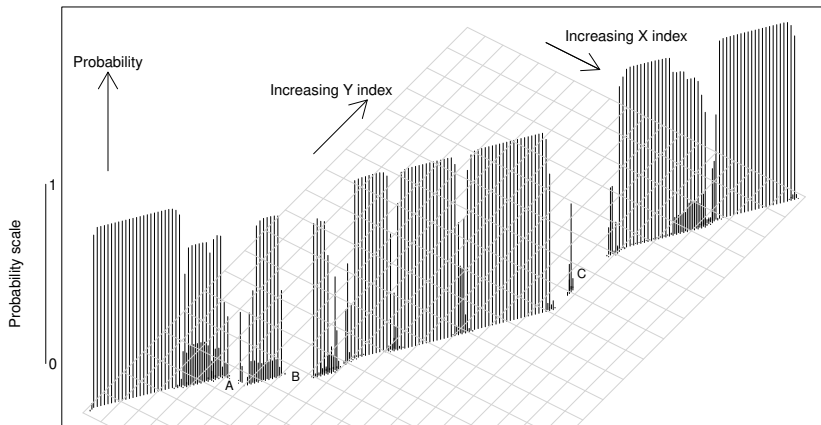 Increasing X index
Probability
Increasing Y index
1
Probability scale
C
0
A
B